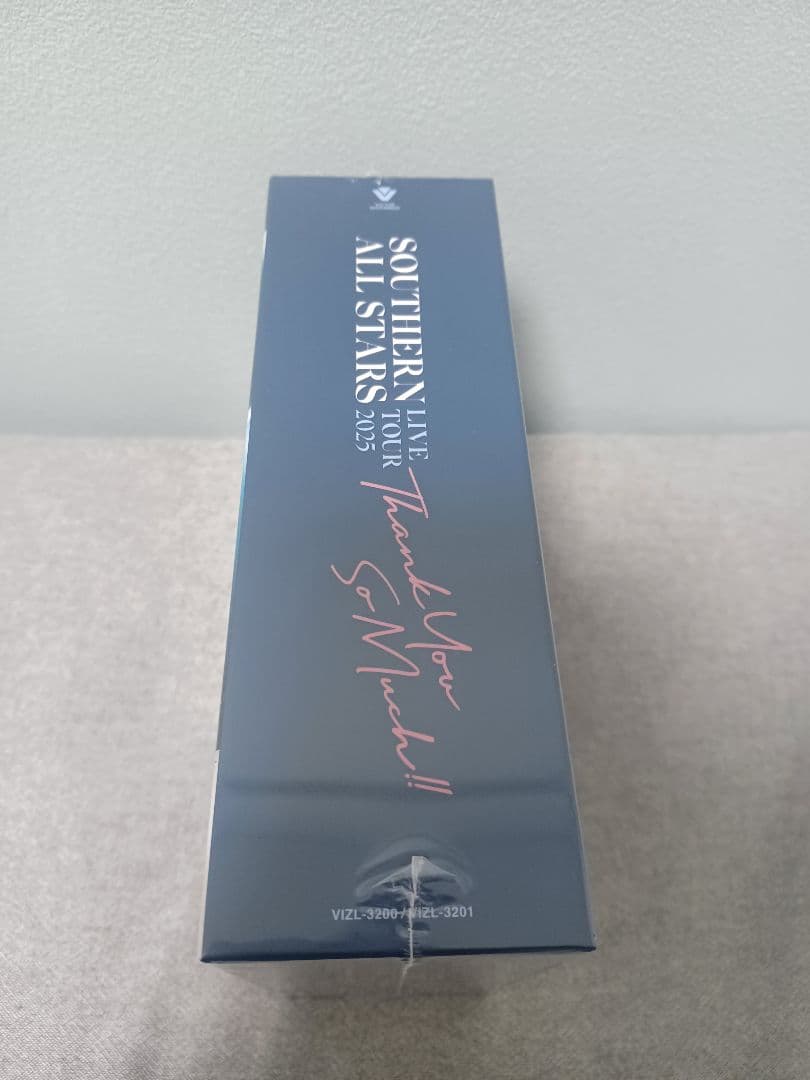 SOUTHERN
ALL STARS
LIVE
TOUR
2025
Thank You
So Much!!
VIZL-3200/VIZL-3201